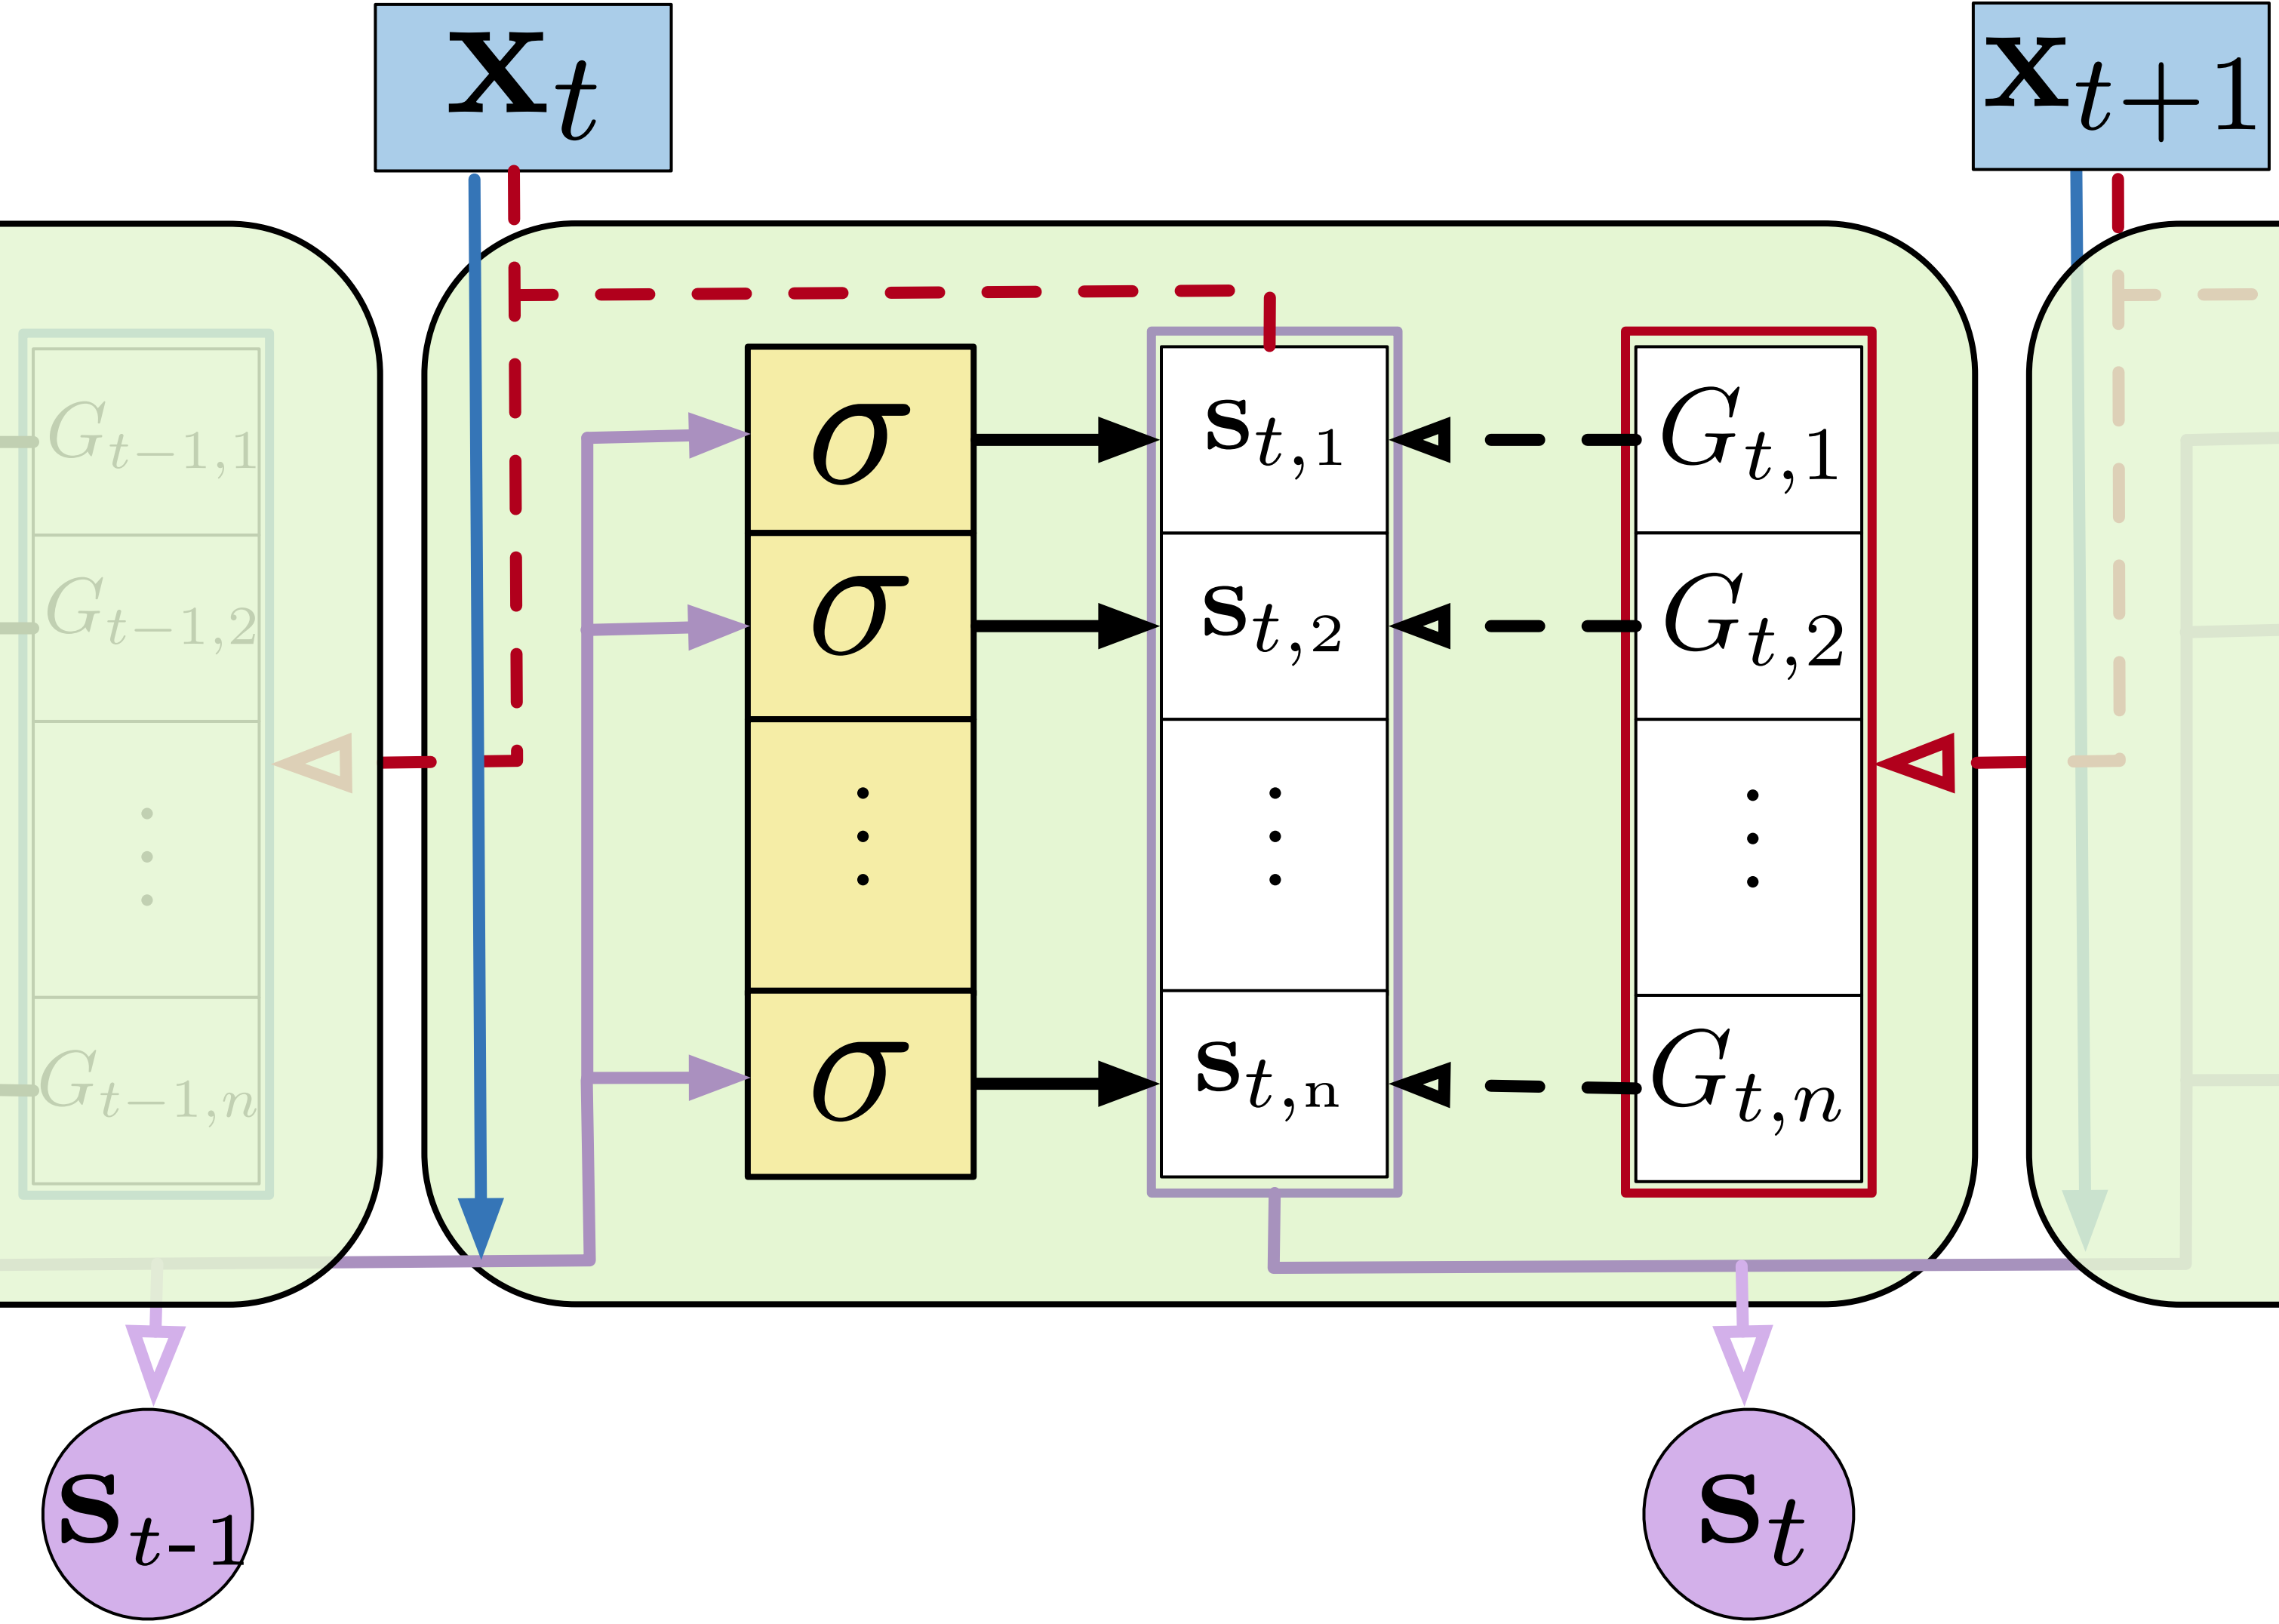 x_t
x_{t+1}
G_{t−1,1}
σ
s_{t,1}
G_{t,1}
G_{t−1,2}
σ
s_{t,2}
G_{t,2}
⋮
⋮
⋮
⋮
G_{t−1,n}
σ
s_{t,n}
G_{t,n}
s_{t-1}
s_t